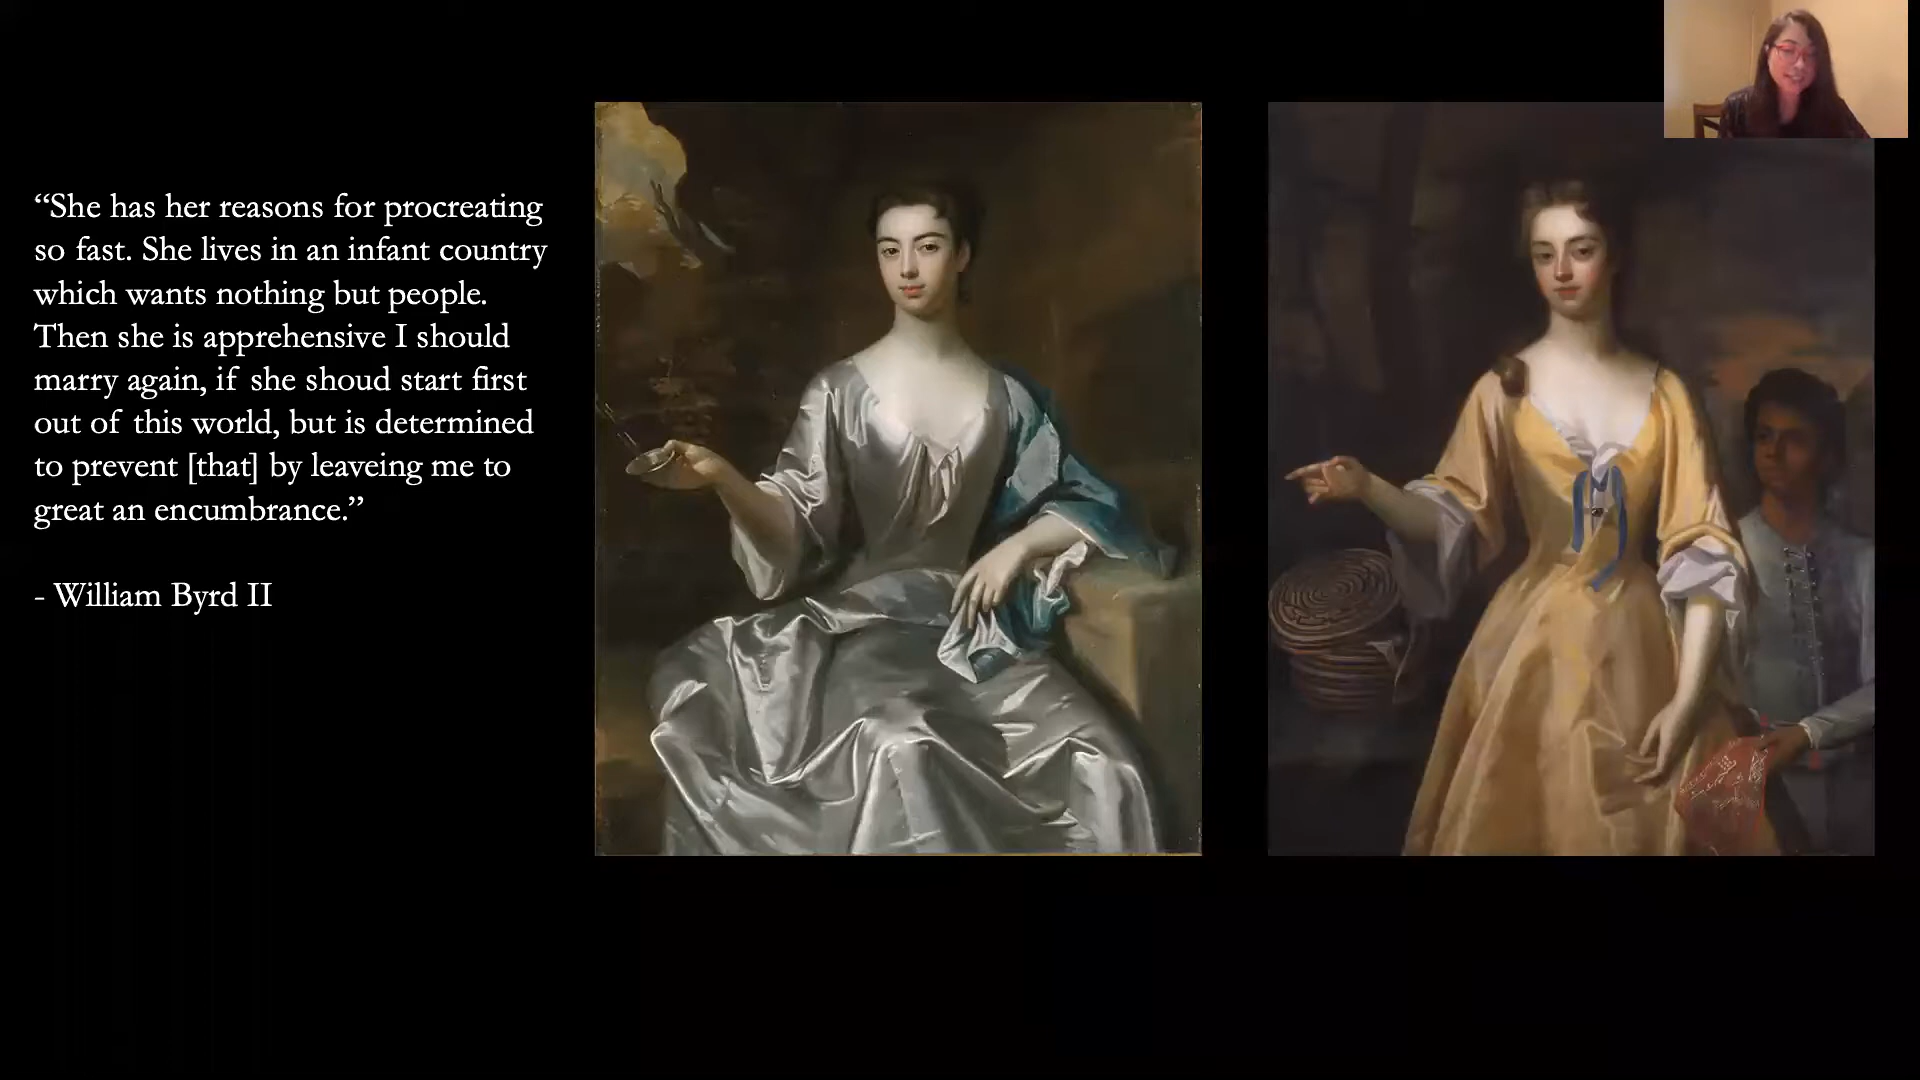 “She has her reasons for procreating
so fast. She lives in an infant country
which wants nothing but people.
Then she is apprehensive I should
marry again, if she shoud start first
out of this world, but is determined
to prevent [that] by leaveing me to
great an encumbrance.”
- William Byrd II